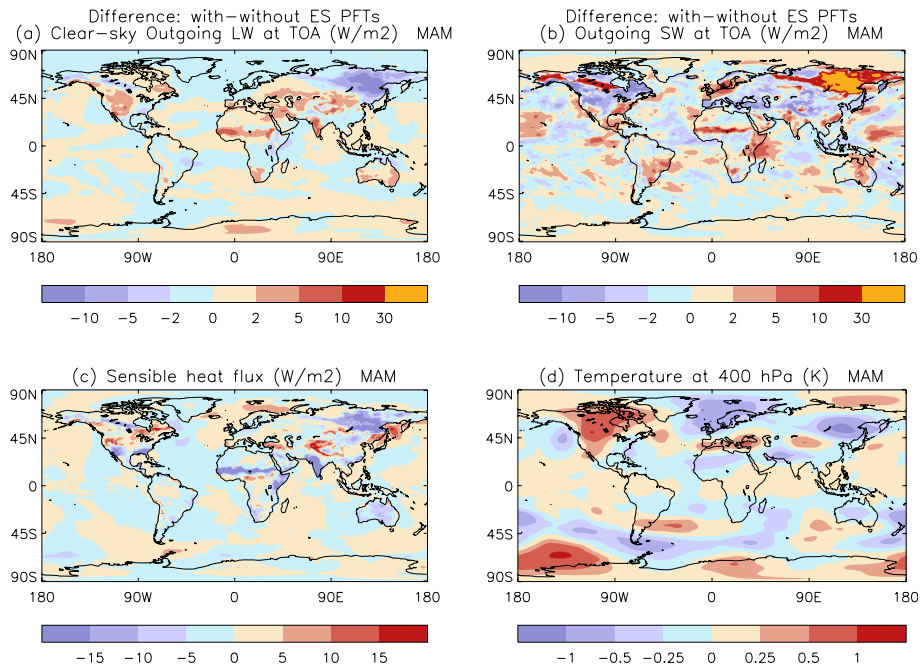 Difference: with-without ES PFTs
(a) Clear-sky Outgoing LW at TOA (W/m2) MAM
90N
45N
0
45S
90S
180 90W 0 90E 180
-10 -5 -2 0 2 5 10 30
Difference: with-without ES PFTs
(b) Outgoing SW at TOA (W/m2) MAM
90N
45N
0
45S
90S
180 90W 0 90E 180
-10 -5 -2 0 2 5 10 30
(c) Sensible heat flux (W/m2) MAM
90N
45N
0
45S
90S
180 90W 0 90E 180
-15 -10 -5 0 5 10 15
(d) Temperature at 400 hPa (K) MAM
90N
45N
0
45S
90S
180 90W 0 90E 180
-1 -0.5 -0.25 0 0.25 0.5 1